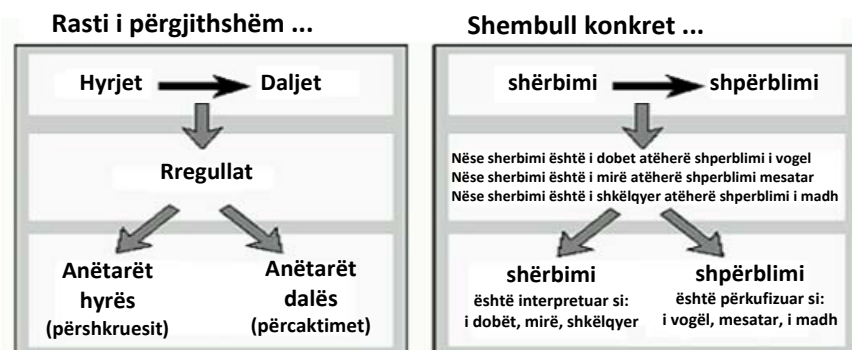 Rasti i përgjithshëm ...
Hyrjet Daljet
Rregullat
Anëtarët
hyrës
(përshkruesit)
Anëtarët
dalës
(përcaktimet)
Shembull konkret ...
shërbimi shpërblimi
Nëse sherbimi është i dobet atëherë shperblimi i vogel
Nëse sherbimi është i mirë atëherë shperblimi mesatar
Nëse sherbimi është i shkëlqyer atëherë shperblimi i madh
shërbimi
është interpretuar si:
i dobët, mirë, shkëlqyer
shpërblimi
është përkufizuar si:
i vogël, mesatar, i madh